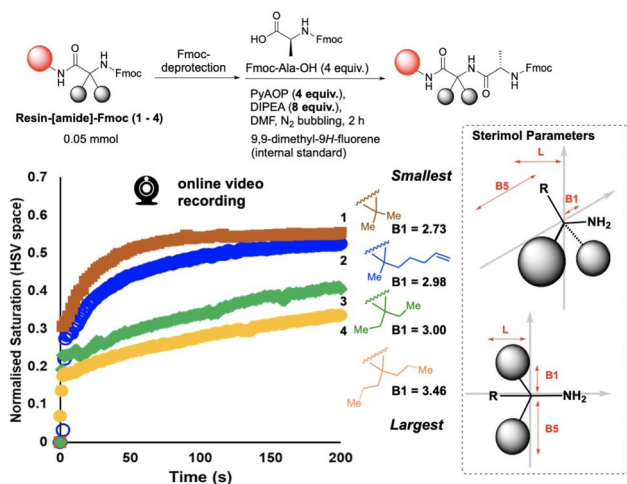 O
N
H
H
N
Fmoc
Resin-[amide]-Fmoc (1 - 4)
0.05 mmol
Fmoc-
deprotection
O
HO
H
N
Fmoc
Fmoc-Ala-OH (4 equiv.)
PyAOP (4 equiv.),
DIPEA (8 equiv.),
DMF, N2 bubbling, 2 h
9,9-dimethyl-9H-fluorene
(internal standard)
O
N
H
H
N
O
N
H
Fmoc
Normalised Saturation (HSV space)
0.7
0.6
0.5
0.4
0.3
0.2
0.1
0
0
50
100
150
200
Time (s)
online video
recording
1
2
3
4
Smallest
Me
Me
B1 = 2.73
Me
B1 = 2.98
Me
Me
B1 = 3.00
Me
Me
B1 = 3.46
Largest
Sterimol Parameters
L
B5
B1
R
NH2
L
B1
R
NH2
B5